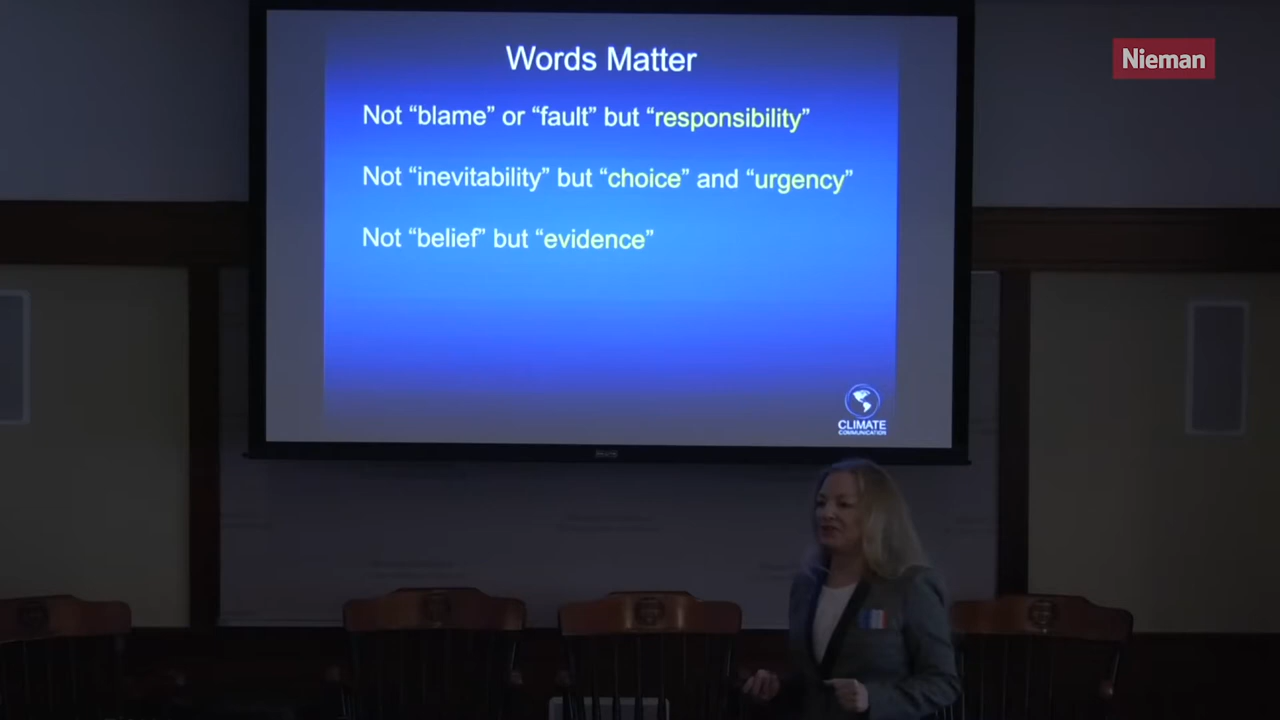 Words Matter
Nieman
Not “blame” or “fault” but “responsibility”
Not “inevitability” but “choice” and “urgency”
Not “belief” but “evidence”
CLIMATE
COMMUNICATION